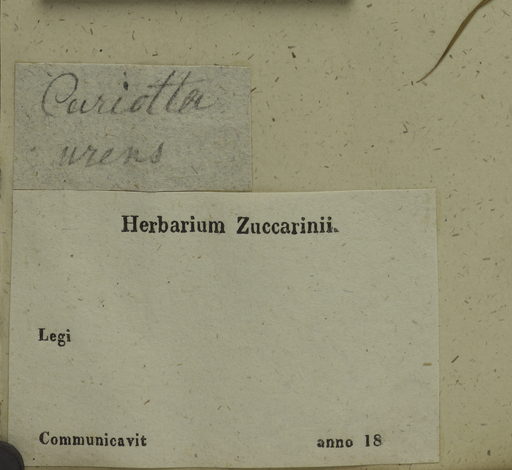 Cariotta
urens
Herbarium Zuccarinii.
Legi
Communicavit anno 18